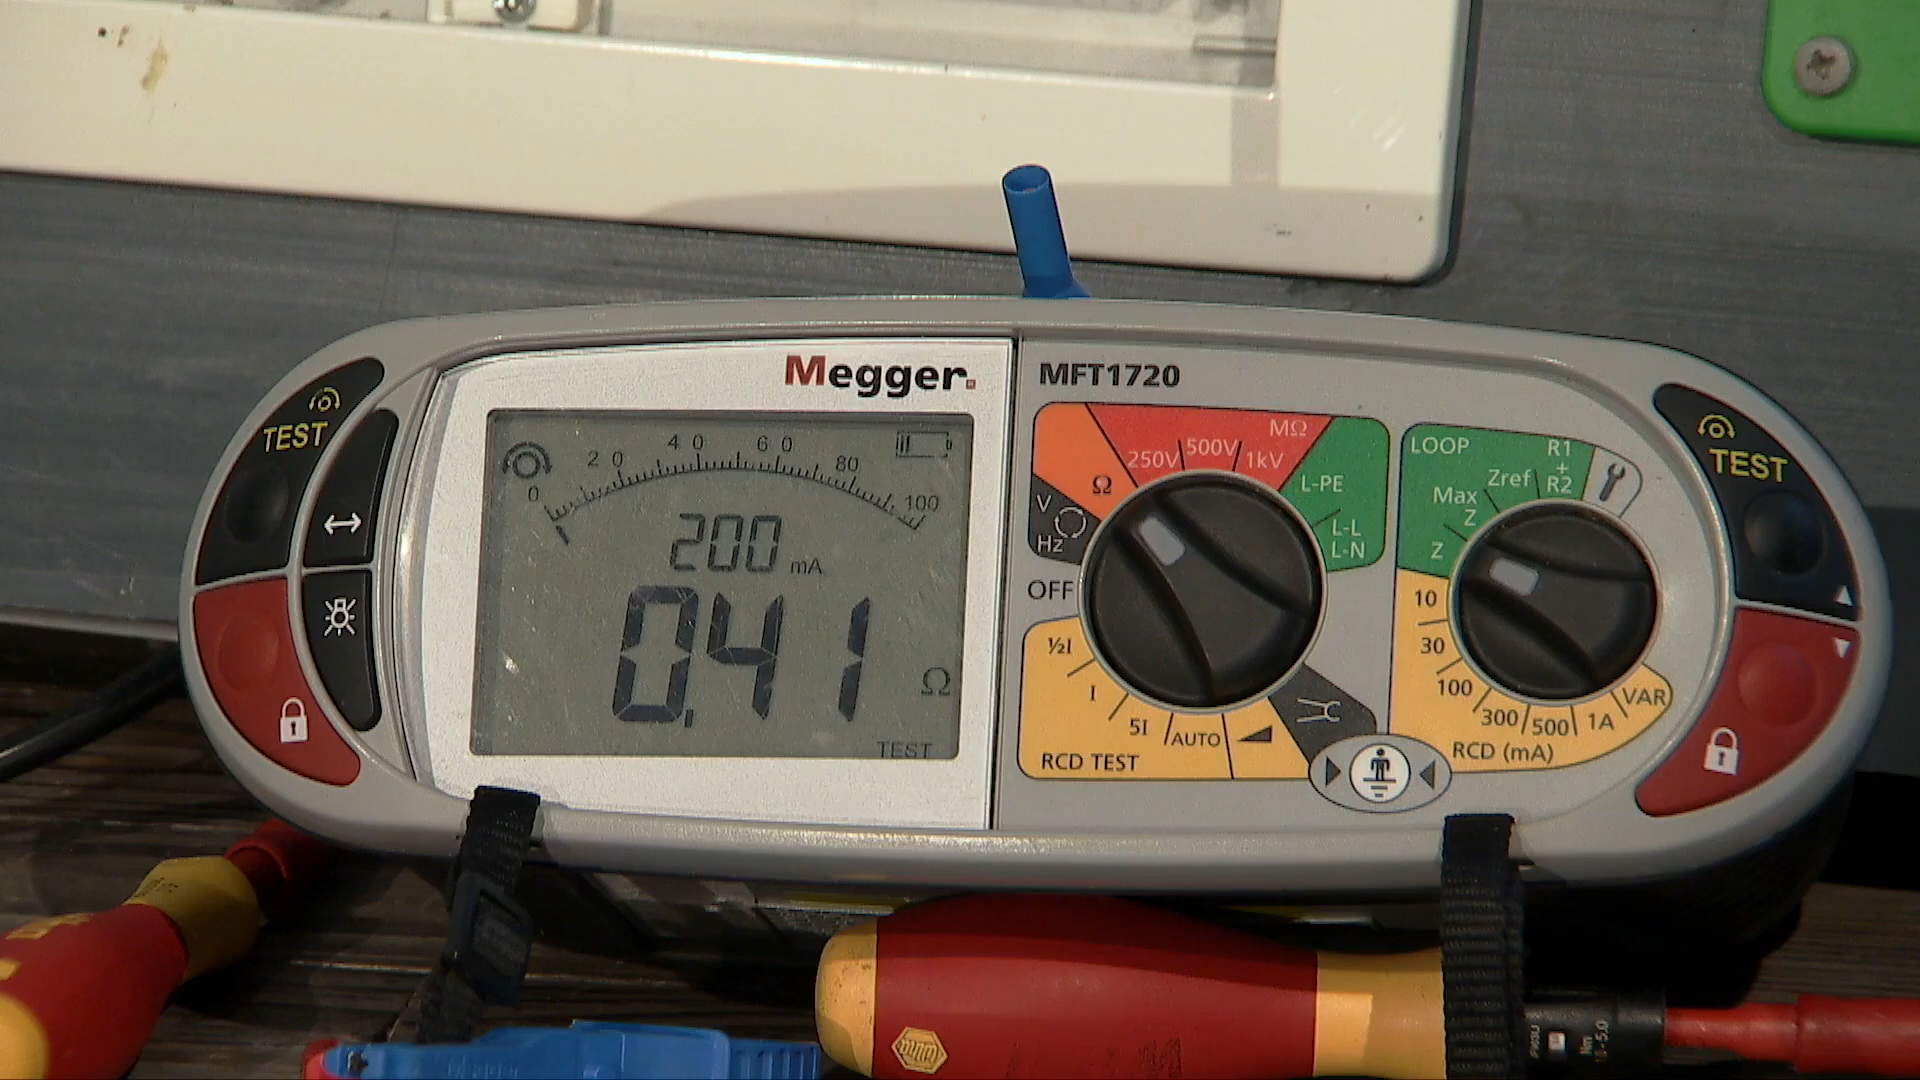 Megger.
MFT1720
TEST
0 20 40 60 80 100
200 mA
0.41 Ω
TEST
V
Hz
Ω
250V
500V
1kV
MΩ
L-PE
L-L
L-N
OFF
½I
I
5I
AUTO
RCD TEST
LOOP
Z
Max
Z
Zref
R1
+
R2
10
30
100
300
500
1A
VAR
RCD (mA)
TEST